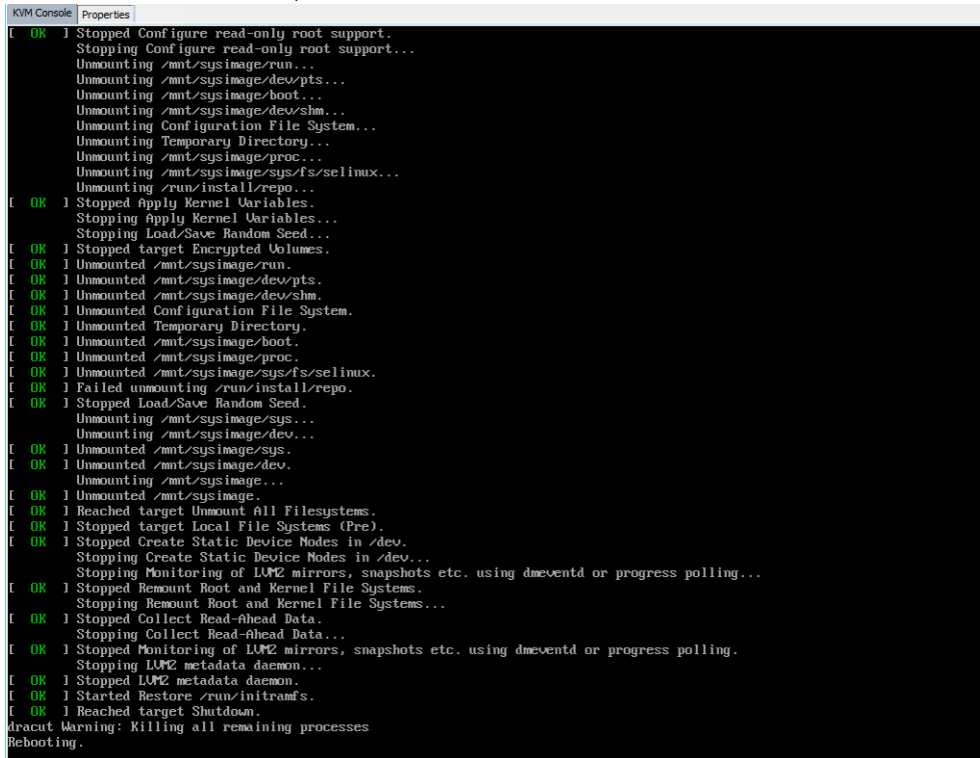 KVM Console Properties
[  OK  ] Stopped Configure read-only root support.
Stopping Configure read-only root support...
Unmounting /mnt/sysimage/run...
Unmounting /mnt/sysimage/dev/pts...
Unmounting /mnt/sysimage/boot...
Unmounting /mnt/sysimage/dev/shm...
Unmounting Configuration File System...
Unmounting Temporary Directory...
Unmounting /mnt/sysimage/proc...
Unmounting /mnt/sysimage/sys/fs/selinux...
Unmounting /run/install/repo...
[  OK  ] Stopped Apply Kernel Variables.
Stopping Apply Kernel Variables...
Stopping Load/Save Random Seed...
[  OK  ] Stopped target Encrypted Volumes.
[  OK  ] Unmounted /mnt/sysimage/run.
[  OK  ] Unmounted /mnt/sysimage/dev/pts.
[  OK  ] Unmounted /mnt/sysimage/dev/shm.
[  OK  ] Unmounted Configuration File System.
[  OK  ] Unmounted Temporary Directory.
[  OK  ] Unmounted /mnt/sysimage/boot.
[  OK  ] Unmounted /mnt/sysimage/proc.
[  OK  ] Unmounted /mnt/sysimage/sys/fs/selinux.
[  OK  ] Failed unmounting /run/install/repo.
[  OK  ] Stopped Load/Save Random Seed.
Unmounting /mnt/sysimage/sys...
Unmounting /mnt/sysimage/dev...
[  OK  ] Unmounted /mnt/sysimage/sys.
[  OK  ] Unmounted /mnt/sysimage/dev.
Unmounting /mnt/sysimage...
[  OK  ] Unmounted /mnt/sysimage.
[  OK  ] Reached target Unmount All Filesystems.
[  OK  ] Stopped target Local File Systems (Pre).
[  OK  ] Stopped Create Static Device Nodes in /dev.
Stopping Create Static Device Nodes in /dev...
Stopping Monitoring of LVM2 mirrors, snapshots etc. using dmeventd or progress polling...
[  OK  ] Stopped Remount Root and Kernel File Systems.
Stopping Remount Root and Kernel File Systems...
[  OK  ] Stopped Collect Read-Ahead Data.
Stopping Collect Read-Ahead Data...
[  OK  ] Stopped Monitoring of LVM2 mirrors, snapshots etc. using dmeventd or progress polling.
Stopping LVM2 metadata daemon...
[  OK  ] Stopped LVM2 metadata daemon.
[  OK  ] Started Restore /run/initramfs.
[  OK  ] Reached target Shutdown.
dracut Warning: Killing all remaining processes
Rebooting.